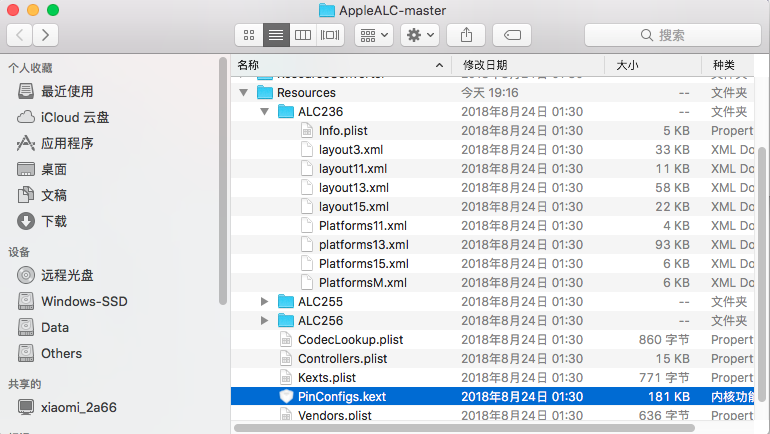 AppleALC-master
搜索
个人收藏
最近使用
iCloud 云盘
应用程序
桌面
文稿
下载
设备
远程光盘
Windows-SSD
Data
Others
共享的
xiaomi_2a66
名称 修改日期 大小 种类
Resources 今天 19:16 -- 文件夹
ALC236 2018年8月24日 01:30 -- 文件夹
Info.plist 2018年8月24日 01:30 5 KB Propert
layout3.xml 2018年8月24日 01:30 33 KB XML Do
layout11.xml 2018年8月24日 01:30 11 KB XML Do
layout13.xml 2018年8月24日 01:30 58 KB XML Do
layout15.xml 2018年8月24日 01:30 22 KB XML Do
Platforms11.xml 2018年8月24日 01:30 4 KB XML Do
platforms13.xml 2018年8月24日 01:30 93 KB XML Do
Platforms15.xml 2018年8月24日 01:30 6 KB XML Do
PlatformsM.xml 2018年8月24日 01:30 6 KB XML Do
ALC255 2018年8月24日 01:30 -- 文件夹
ALC256 2018年8月24日 01:30 -- 文件夹
CodecLookup.plist 2018年8月24日 01:30 860 字节 Propert
Controllers.plist 2018年8月24日 01:30 15 KB Propert
Kexts.plist 2018年8月24日 01:30 771 字节 Propert
PinConfigs.kext 2018年8月24日 01:30 181 KB 内核功能
Vendors.plist 2018年8月24日 01:30 636 字节 Propert